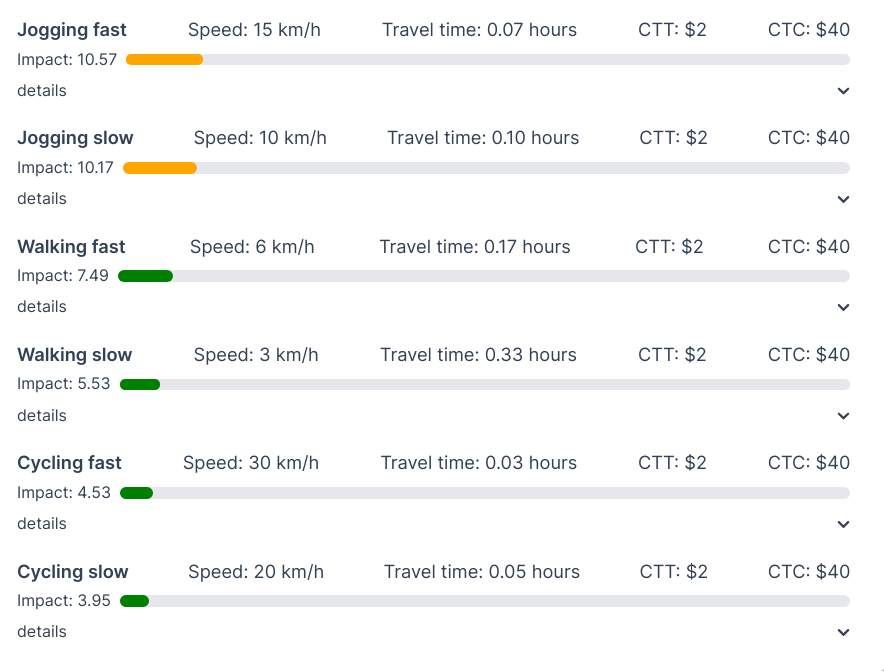 Jogging fast Speed: 15 km/h Travel time: 0.07 hours CTT: $2 CTC: $40
Impact: 10.57
details
Jogging slow Speed: 10 km/h Travel time: 0.10 hours CTT: $2 CTC: $40
Impact: 10.17
details
Walking fast Speed: 6 km/h Travel time: 0.17 hours CTT: $2 CTC: $40
Impact: 7.49
details
Walking slow Speed: 3 km/h Travel time: 0.33 hours CTT: $2 CTC: $40
Impact: 5.53
details
Cycling fast Speed: 30 km/h Travel time: 0.03 hours CTT: $2 CTC: $40
Impact: 4.53
details
Cycling slow Speed: 20 km/h Travel time: 0.05 hours CTT: $2 CTC: $40
Impact: 3.95
details